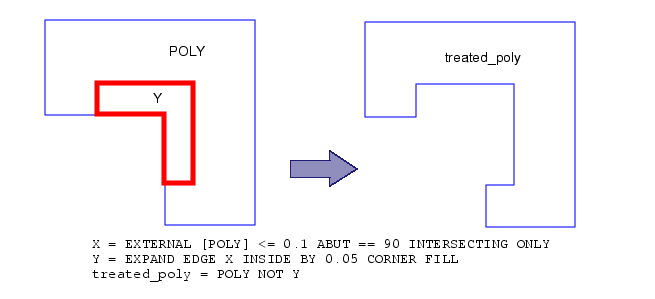 POLY
treated_poly
Y
X = EXTERNAL [POLY] <= 0.1 ABUT == 90 INTERSECTING ONLY
Y = EXPAND EDGE X INSIDE BY 0.05 CORNER FILL
treated_poly = POLY NOT Y